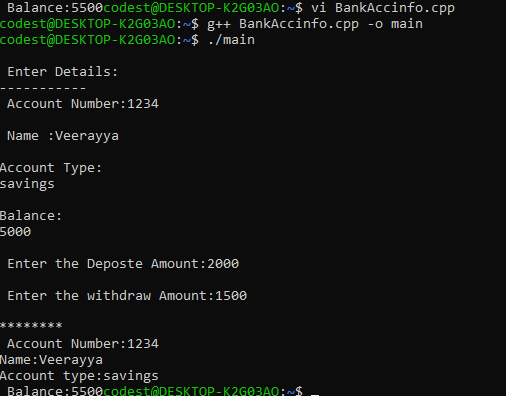 Balance:5500codest@DESKTOP-K2G03AO:~$ vi BankAccinfo.cpp
codest@DESKTOP-K2G03AO:~$ g++ BankAccinfo.cpp -o main
codest@DESKTOP-K2G03AO:~$ ./main
Enter Details:
-----------
Account Number:1234
Name :Veerayya
Account Type:
savings
Balance:
5000
Enter the Deposte Amount:2000
Enter the withdraw Amount:1500
********
Account Number:1234
Name:Veerayya
Account type:savings
Balance:5500codest@DESKTOP-K2G03AO:~$ _